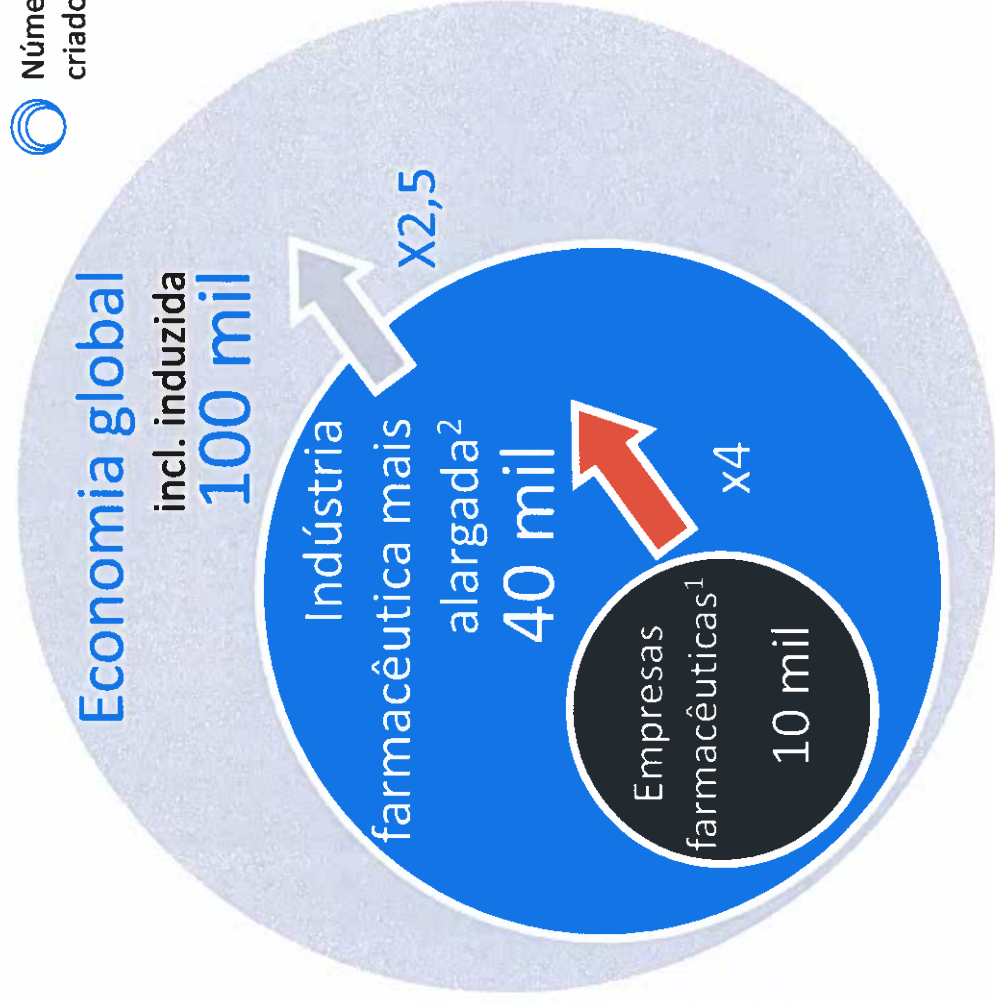 Núme
criado
Economia global
incl. induzida
100 mil
X2,5
Indústria
farmacêutica mais
alargada²
40 mil
x4
Empresas
farmacêuticas¹
10 mil